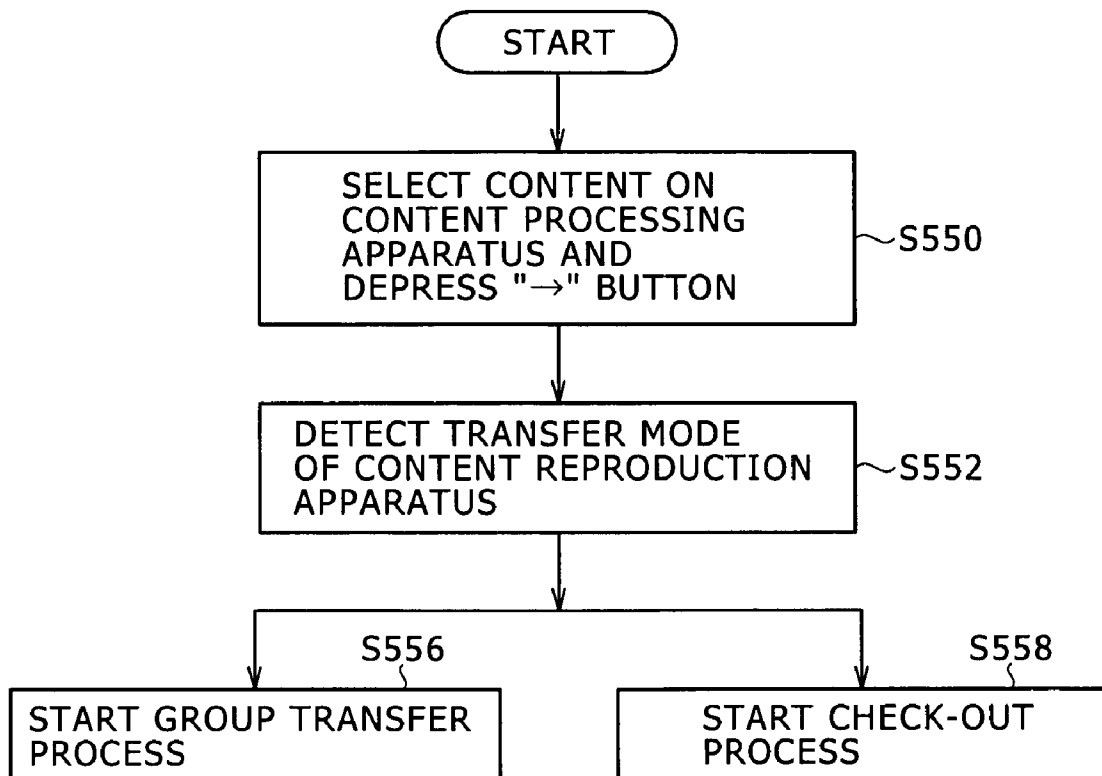 START
SELECT CONTENT ON
CONTENT PROCESSING
APPARATUS AND
DEPRESS "→" BUTTON
S550
DETECT TRANSFER MODE
OF CONTENT REPRODUCTION
APPARATUS
S552
S556
START GROUP TRANSFER
PROCESS
S558
START CHECK-OUT
PROCESS